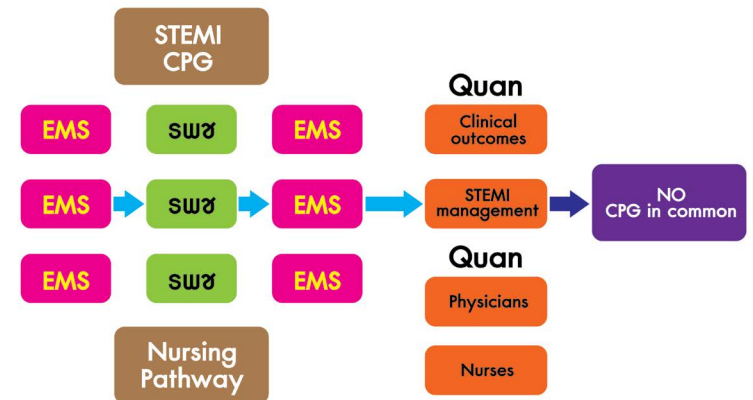 STEMI
CPG
Quan
EMS
รพช
EMS
Clinical
outcomes
EMS
รพช
EMS
STEMI
management
NO
CPG in common
Quan
EMS
รพช
EMS
Physicians
Nursing
Pathway
Nurses